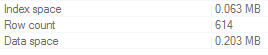 Index space 0.063 MB
Row count 614
Data space 0.203 MB